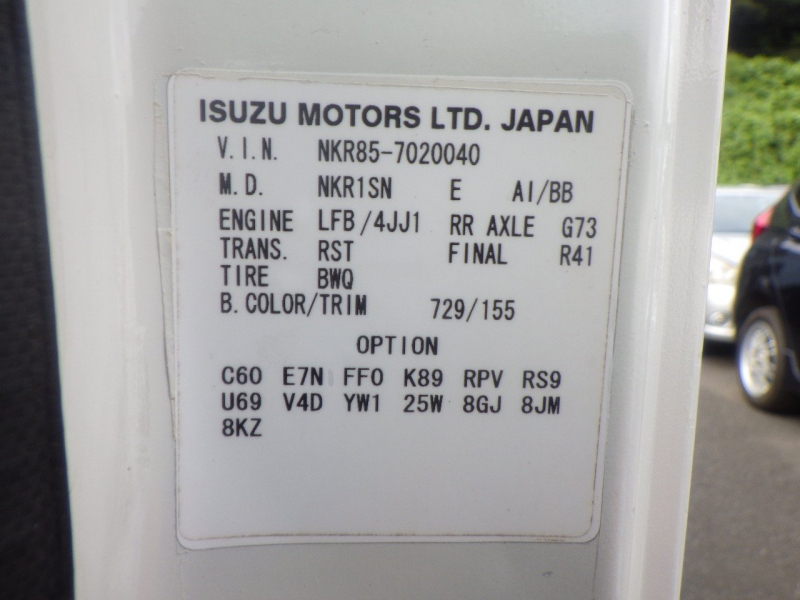 ISUZU MOTORS LTD. JAPAN
V.I.N. NKR85-7020040
M.D. NKR1SN E AI/BB
ENGINE LFB/4JJ1 RR AXLE G73
TRANS. RST FINAL R41
TIRE BWQ
B.COLOR/TRIM 729/155
OPTION
C60 E7N FF0 K89 RPV RS9
U69 V4D YW1 25W 8GJ 8JM
8KZ